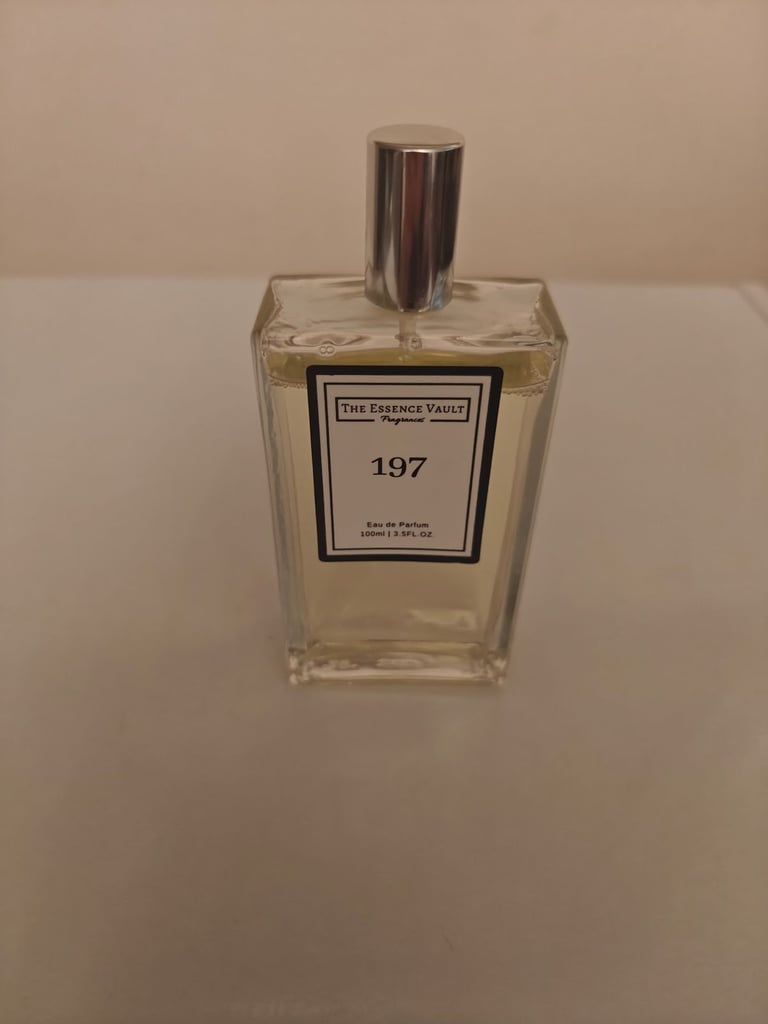 THE ESSENCE VAULT
Fragrances
197
Eau de Parfum
100ml | 3.5FL.OZ.